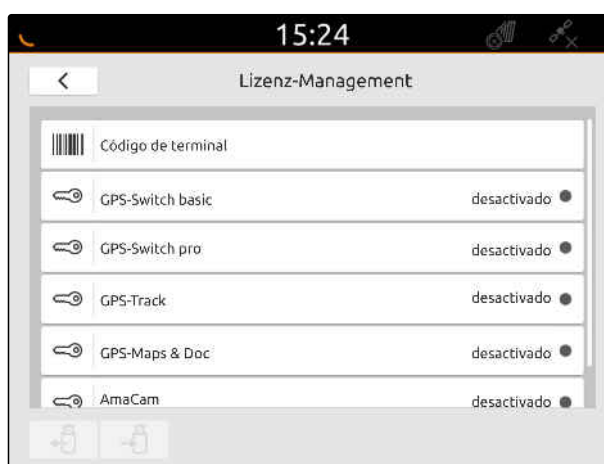 15:24
Lizenz-Management
Código de terminal
GPS-Switch basic desactivado
GPS-Switch pro desactivado
GPS-Track desactivado
GPS-Maps & Doc desactivado
AmaCam desactivado